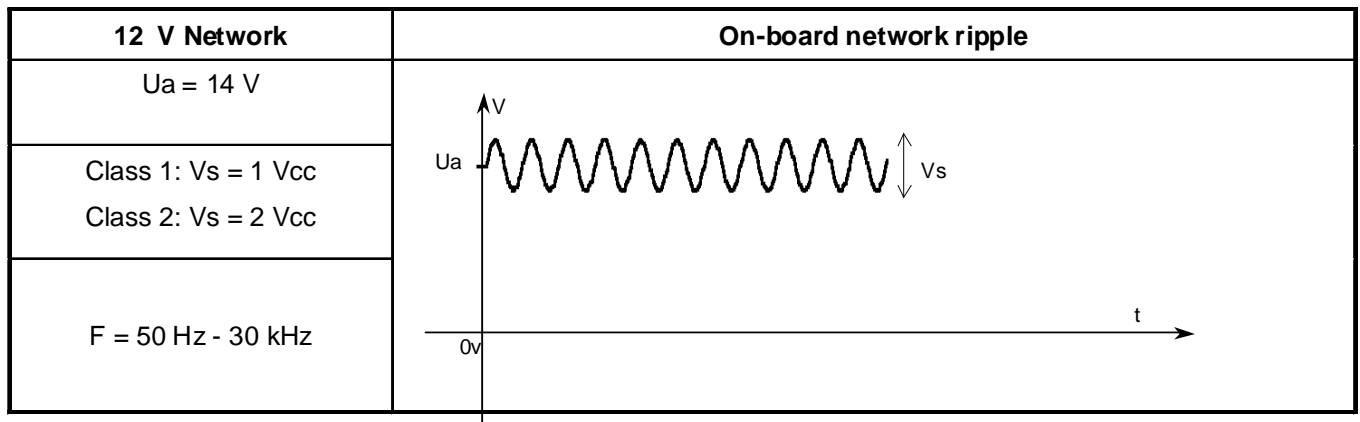 12 V Network
On-board network ripple
Ua = 14 V
Class 1: Vs = 1 Vcc
Class 2: Vs = 2 Vcc
F = 50 Hz - 30 kHz
V
Ua
Vs
t
0v